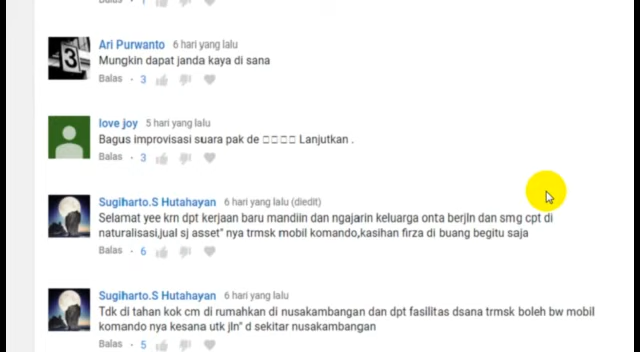 Balas · 1
Ari Purwanto 6 hari yang lalu
Mungkin dapat janda kaya di sana
Balas · 3
3
love joy 5 hari yang lalu
Bagus improvisasi suara pak de □□□□ Lanjutkan .
Balas · 3
Sugiharto.S Hutahayan 6 hari yang lalu (diedit)
Selamat yee krn dpt kerjaan baru mandiin dan ngajarin keluarga onta berjln dan smg cpt di
naturalisasi,jual sj asset" nya trmsk mobil komando,kasihan firza di buang begitu saja
Balas · 6
Sugiharto.S Hutahayan 6 hari yang lalu
Tdk di tahan kok cm di rumahkan di nusakambangan dan dpt fasilitas dsana trmsk boleh bw mobil
komando nya kesana utk jln" d sekitar nusakambangan
Balas · 5